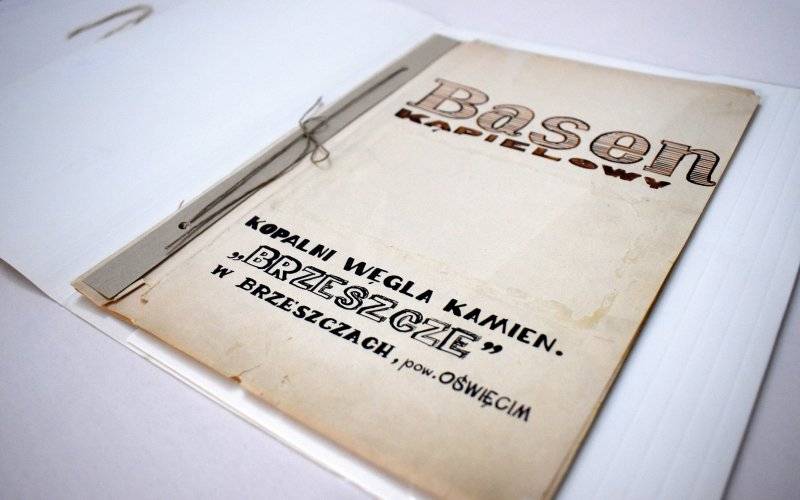 Basen
KĄPIELOWY
KOPALNI WĘGLA KAMIEN.
„BRZESZCZE”
W BRZESZCZACH, pow. OŚWIĘCIM